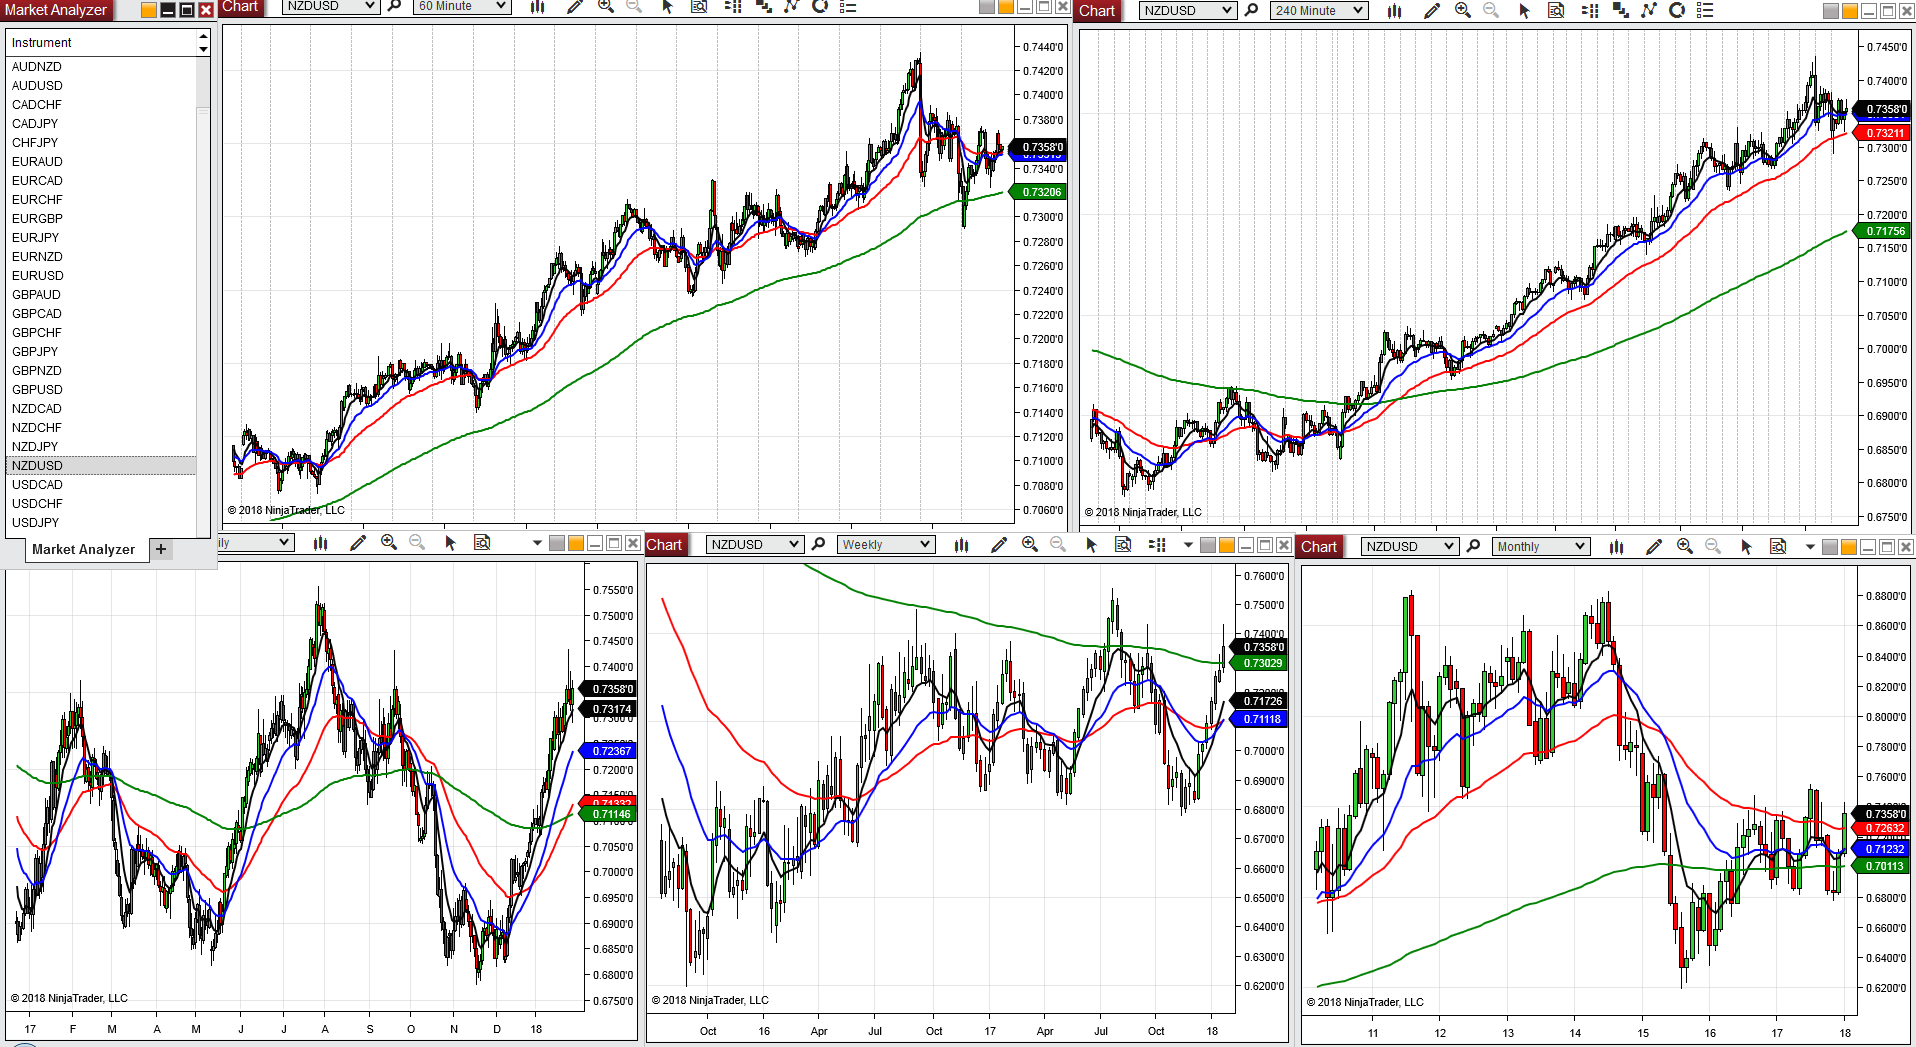 Market Analyzer
Instrument
AUDNZD
AUDUSD
CADCHF
CADJPY
CHFJPY
EURAUD
EURCAD
EURCHF
EURGBP
EURJPY
EURNZD
EURUSD
GBPAUD
GBPCAD
GBPCHF
GBPJPY
GBPNZD
GBPUSD
NZDCAD
NZDCHF
NZDJPY
NZDUSD
USDCAD
USDCHF
USDJPY
Market Analyzer +
Chart NZDUSD 60 Minute
0.7440'0
0.7420'0
0.7400'0
0.7380'0
0.7358'0
0.7340'0
0.73206
0.7300'0
0.7280'0
0.7260'0
0.7240'0
0.7220'0
0.7200'0
0.7180'0
0.7160'0
0.7140'0
0.7120'0
0.7100'0
0.7080'0
0.7060'0
© 2018 NinjaTrader, LLC
Chart NZDUSD 240 Minute
0.7450'0
0.7400'0
0.7358'0
0.73211
0.7300'0
0.7250'0
0.7200'0
0.71756
0.7150'0
0.7100'0
0.7050'0
0.7000'0
0.6950'0
0.6900'0
0.6850'0
0.6800'0
0.6750'0
© 2018 NinjaTrader, LLC
ily
0.7550'0
0.7500'0
0.7450'0
0.7400'0
0.7358'0
0.73174
0.7300'0
0.72367
0.7200'0
0.71146
0.7050'0
0.7000'0
0.6950'0
0.6900'0
0.6850'0
0.6800'0
0.6750'0
© 2018 NinjaTrader, LLC
17 F M A M J J A S O N D 18
Chart NZDUSD Weekly
0.7600'0
0.7500'0
0.7400'0
0.7358'0
0.73029
0.71726
0.71118
0.7000'0
0.6900'0
0.6800'0
0.6700'0
0.6600'0
0.6500'0
0.6400'0
0.6300'0
0.6200'0
© 2018 NinjaTrader, LLC
Oct 16 Apr Jul Oct 17 Apr Jul Oct 18
Chart NZDUSD Monthly
0.8800'0
0.8600'0
0.8400'0
0.8200'0
0.8000'0
0.7800'0
0.7600'0
0.7358'0
0.72632
0.71232
0.70113
0.6800'0
0.6600'0
0.6400'0
0.6200'0
© 2018 NinjaTrader, LLC
11 12 13 14 15 16 17 18